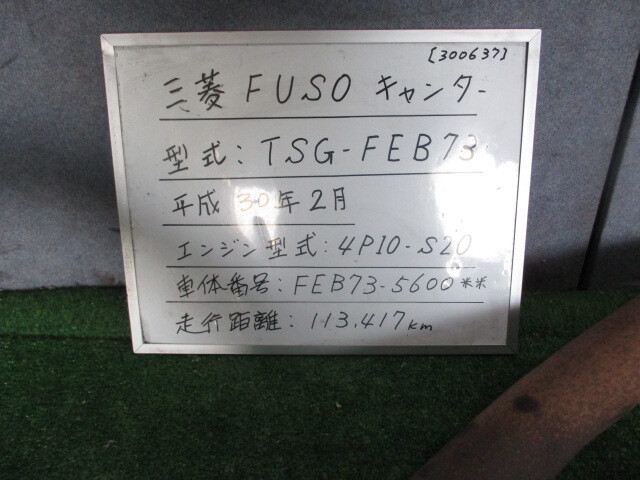 [300637]
三菱 FUSO キャンター
型式:TSG-FEB73
平成30年2月
エンジン型式:4P10-S20
車体番号:FEB73-5600※※
走行距離:113.417km